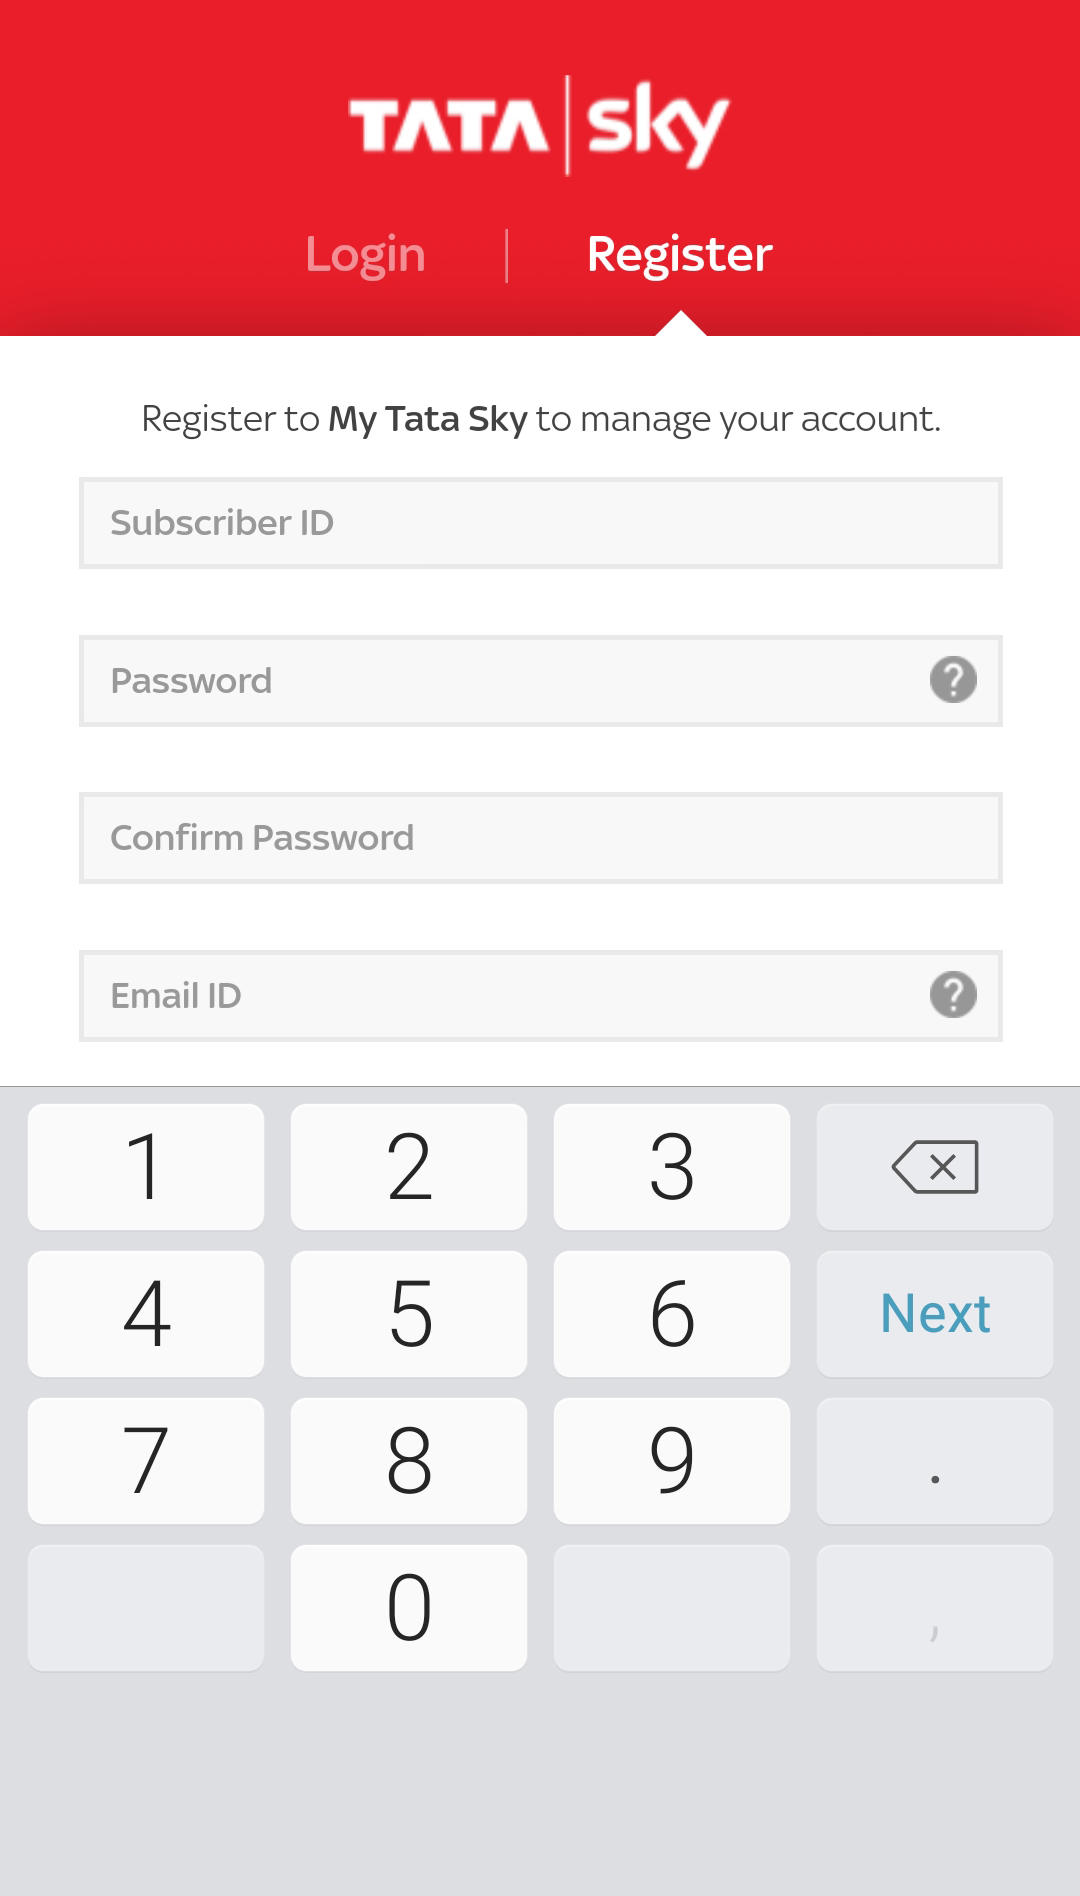 TATA sky
Login | Register
Register to My Tata Sky to manage your account.
Subscriber ID
Password ?
Confirm Password
Email ID ?
1 2 3
4 5 6 Next
7 8 9 .
0 ,